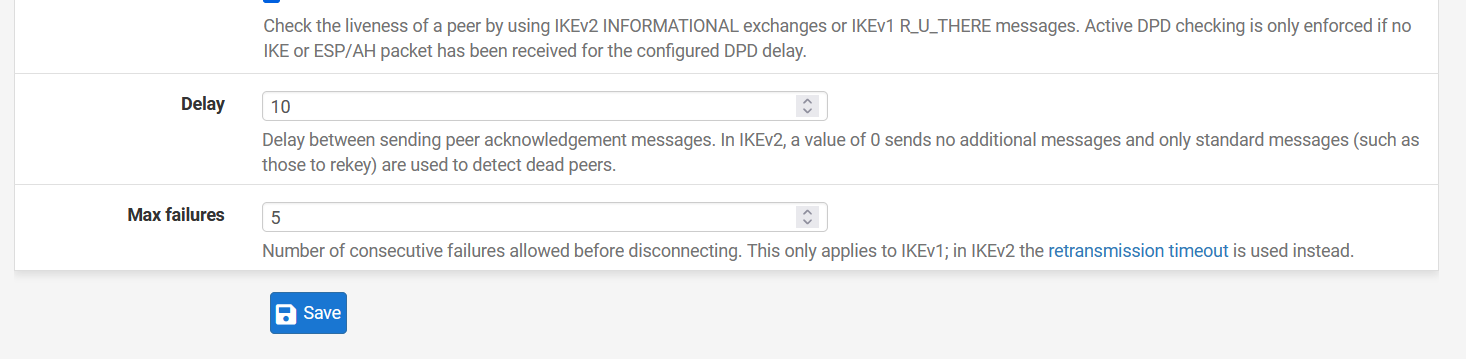 Check the liveness of a peer by using IKEv2 INFORMATIONAL exchanges or IKEv1 R_U_THERE messages. Active DPD checking is only enforced if no
IKE or ESP/AH packet has been received for the configured DPD delay.
Delay
10
Delay between sending peer acknowledgement messages. In IKEv2, a value of 0 sends no additional messages and only standard messages (such as
those to rekey) are used to detect dead peers.
Max failures
5
Number of consecutive failures allowed before disconnecting. This only applies to IKEv1; in IKEv2 the retransmission timeout is used instead.
Save